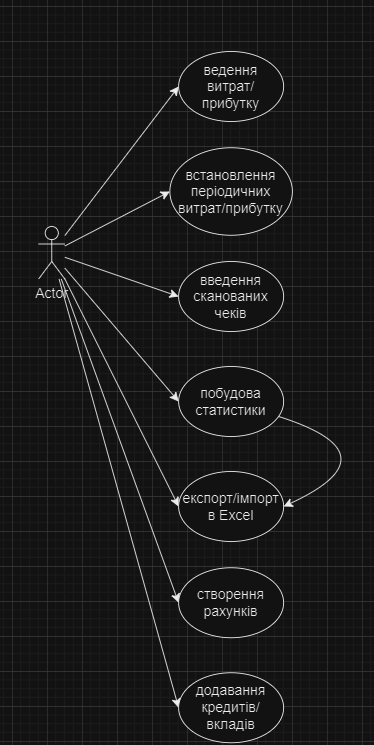 ведення
витрат/
прибутку
встановлення
періодичних
витрат/прибутку
введення
сканованих
чеків
Actor
побудова
статистики
експорт/імпорт
в Excel
створення
рахунків
додавання
кредитів/
вкладів